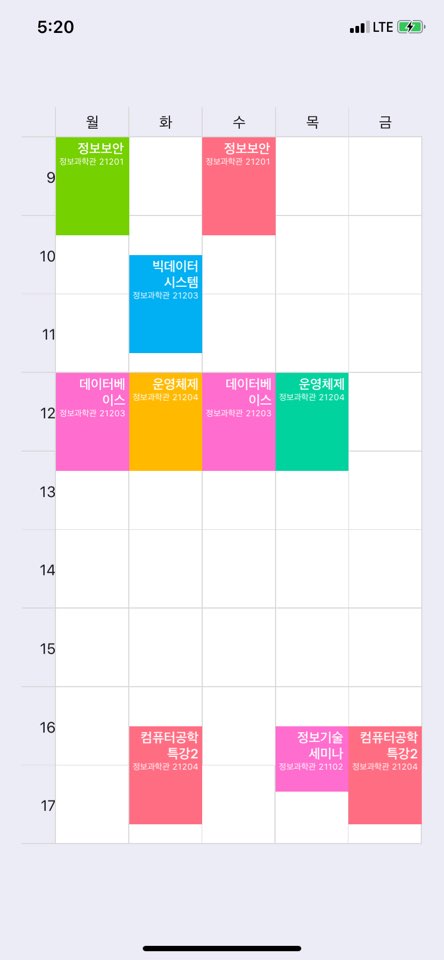 5:20
LTE
월 화 수 목 금
9
정보보안
정보과학관 21201
정보보안
정보과학관 21201
10
빅데이터
시스템
정보과학관 21203
11
12
데이터베
이스
정보과학관 21203
운영체제
정보과학관 21204
데이터베
이스
정보과학관 21203
운영체제
정보과학관 21204
13
14
15
16
컴퓨터공학
특강2
정보과학관 21204
정보기술
세미나
정보과학관 21102
컴퓨터공학
특강2
정보과학관 21204
17